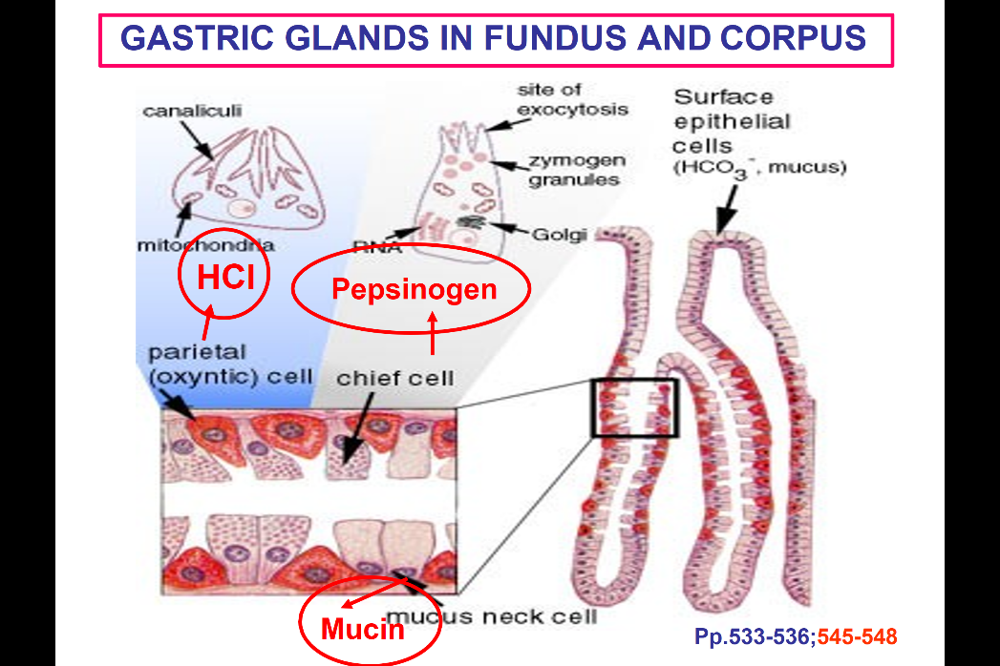 GASTRIC GLANDS IN FUNDUS AND CORPUS
canaliculi
mitochondria
HCl
parietal
(oxyntic) cell
site of
exocytosis
zymogen
granules
Golgi
RNA
Pepsinogen
chief cell
Surface
epithelial
cells
(HCO3-, mucus)
mucus neck cell
Mucin
Pp.533-536;545-548